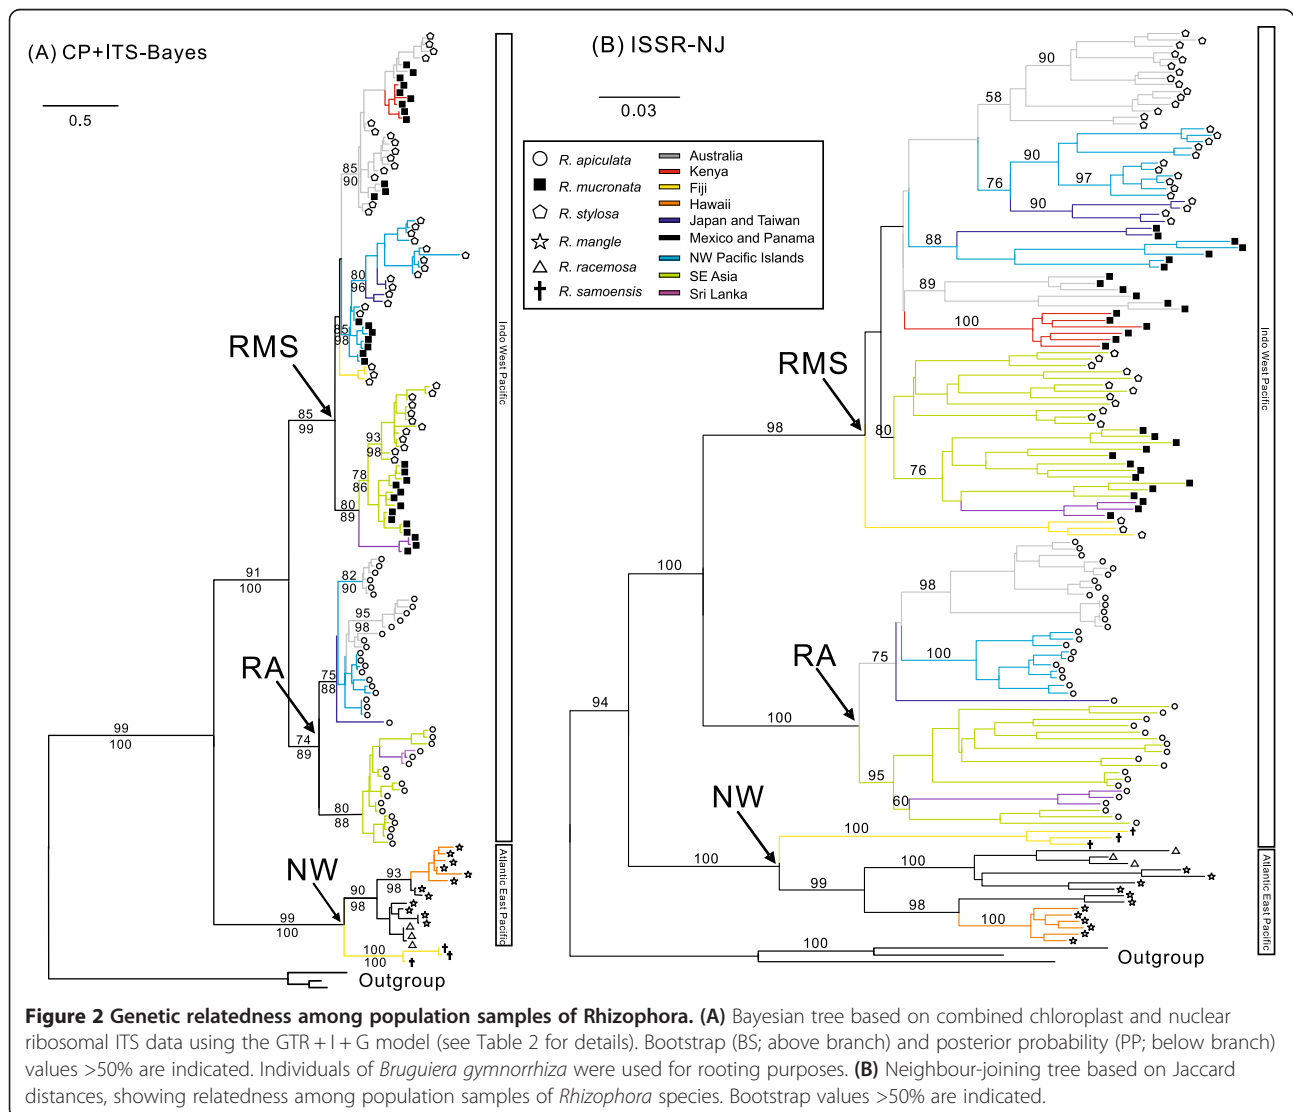 (A) CP+ITS-Bayes
0.5
85
90
80
96
85
98
RMS
85
99
93
98
78
86
80
89
91
100
82
90
95
98
RA
75
88
74
89
80
88
99
100
NW
93
98
90
98
99
100
100
100
Outgroup
Indo West Pacific
Atlantic East Pacific
(B) ISSR-NJ
0.03
R. apiculata
R. mucronata
R. stylosa
R. mangle
R. racemosa
R. samoensis
Australia
Kenya
Fiji
Hawaii
Japan and Taiwan
Mexico and Panama
NW Pacific Islands
SE Asia
Sri Lanka
90
58
90
97
76
90
88
89
100
RMS
98
80
76
100
98
RA
75
100
100
94
95
60
NW
100
100
100
99
98
100
100
Outgroup
Indo West Pacific
Atlantic East Pacific
Figure 2 Genetic relatedness among population samples of Rhizophora. (A) Bayesian tree based on combined chloroplast and nuclear
ribosomal ITS data using the GTR + I + G model (see Table 2 for details). Bootstrap (BS; above branch) and posterior probability (PP; below branch)
values >50% are indicated. Individuals of Bruguiera gymnorrhiza were used for rooting purposes. (B) Neighbour-joining tree based on Jaccard
distances, showing relatedness among population samples of Rhizophora species. Bootstrap values >50% are indicated.